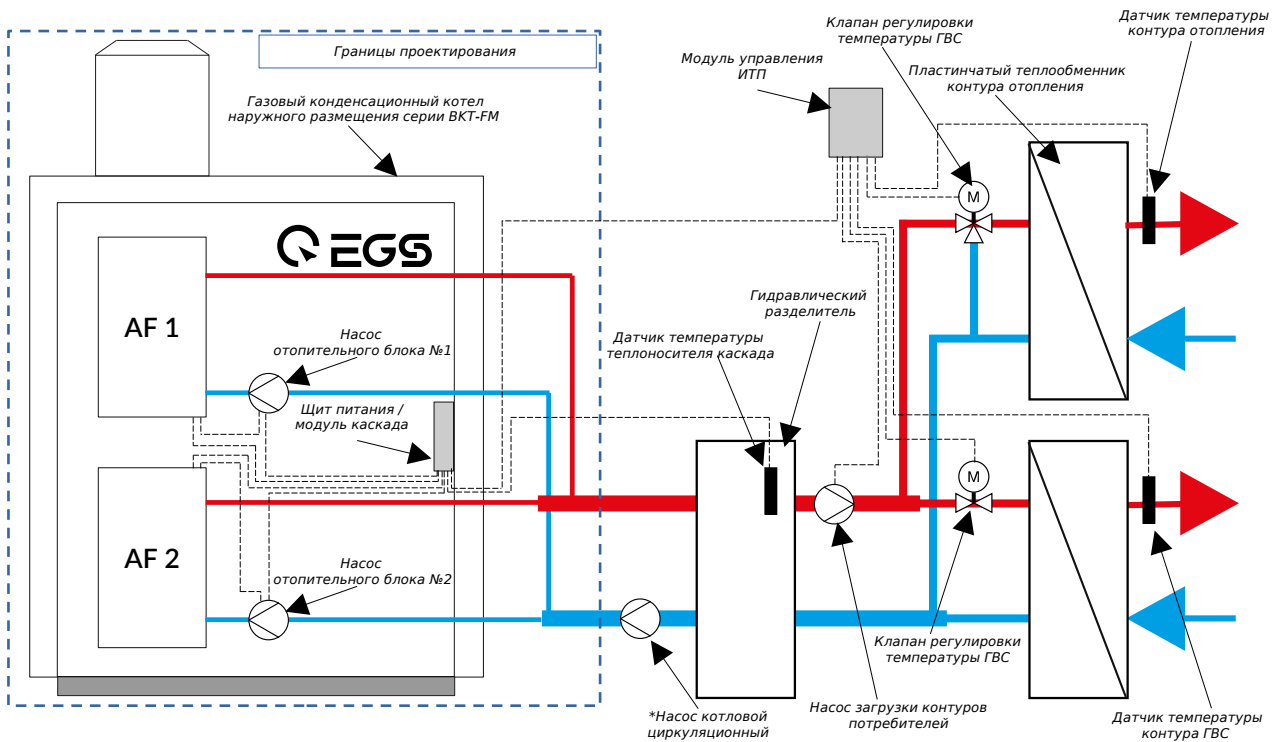 Границы проектирования
Газовый конденсационный котел
наружного размещения серии BKT-FM
EGS
AF 1
Насос
отопительного блока №1
Щит питания /
модуль каскада
AF 2
Насос
отопительного блока №2
Модуль управления
ИТП
Клапан регулировки
температуры ГВС
Пластинчатый теплообменник
контура отопления
Датчик температуры
контура отопления
M
Гидравлический
разделитель
Датчик температуры
теплоносителя каскада
M
Клапан регулировки
температуры ГВС
*Насос котловой
циркуляционный
Насос загрузки контуров
потребителей
Датчик температуры
контура ГВС